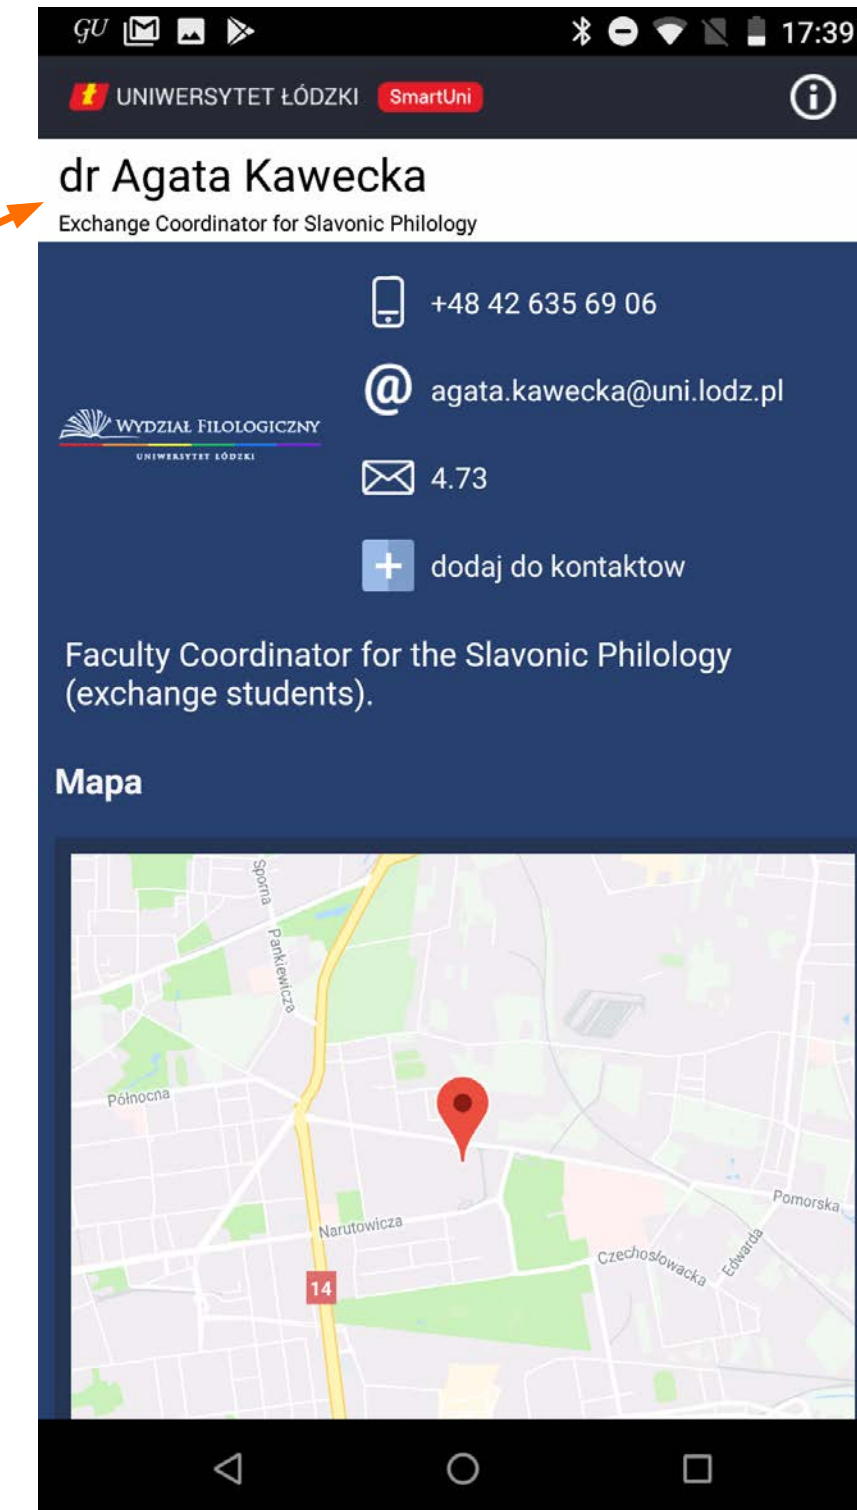 GU 17:39
UNIWERSYTET ŁÓDZKI SmartUni
dr Agata Kawecka
Exchange Coordinator for Slavonic Philology
+48 42 635 69 06
@ agata.kawecka@uni.lodz.pl
WYDZIAŁ FILOLOGICZNY
UNIWERSYTET ŁÓDZKI
4.73
dodaj do kontaktow
Faculty Coordinator for the Slavonic Philology
(exchange students).
Mapa
Sporna
Pankiewicza
Północna
Pomorska
Narutowicza
Edwarda
Czechosłowacka
14